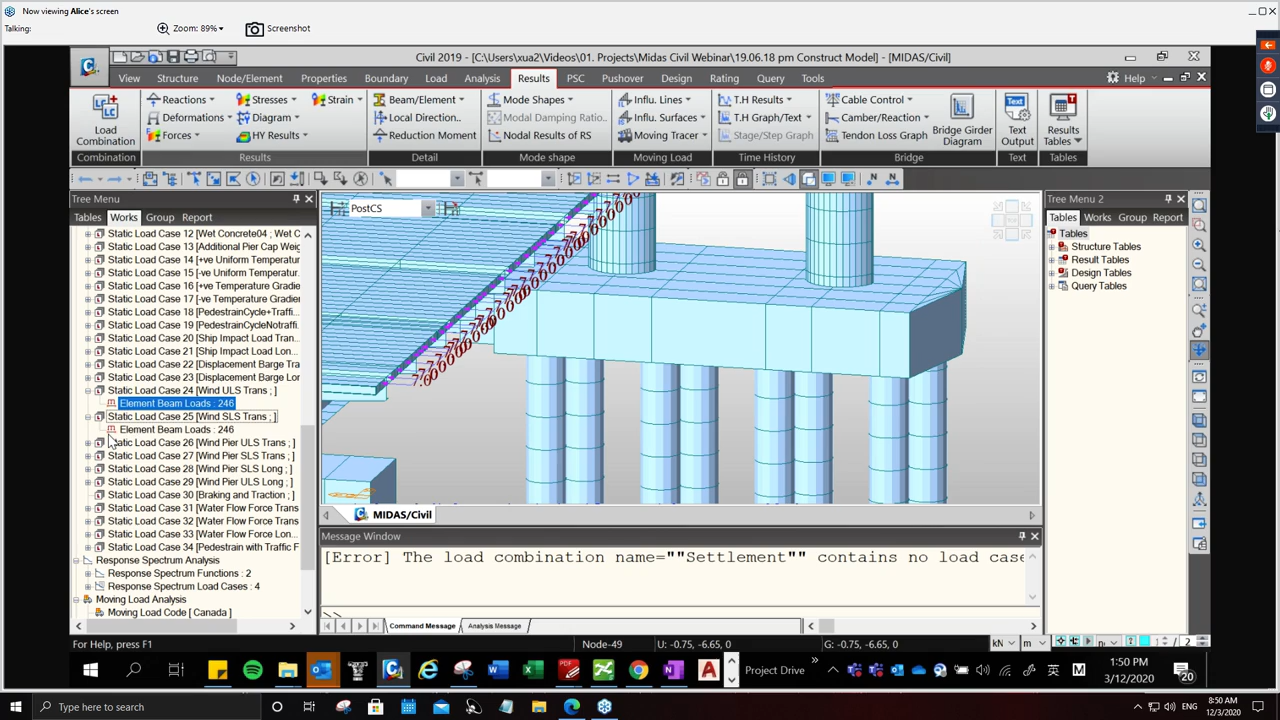 Now viewing Alice's screen
Talking:
Zoom: 89%
Screenshot
Civil 2019 - [C:\Users\xua2\Videos\01. Projects\Midas Civil Webinar\19.06.18 pm Construct Model] - [MIDAS/Civil]
View Structure Node/Element Properties Boundary Load Analysis Results PSC Pushover Design Rating Query Tools Help
Load Combination
Reactions
Deformations
Forces
Stresses
Diagram
HY Results
Strain
Beam/Element
Local Direction..
Reduction Moment
Mode Shapes
Modal Damping Ratio..
Nodal Results of RS
Influ. Lines
Influ. Surfaces
Moving Tracer
T.H Results
T.H Graph/Text
Stage/Step Graph
Cable Control
Camber/Reaction
Tendon Loss Graph
Bridge Girder Diagram
Text Output
Results Tables
Combination Results Detail Mode shape Moving Load Time History Bridge Text Tables
Tree Menu
Tables Works Group Report
Static Load Case 12 [Wet Concrete04 ; Wet C
Static Load Case 13 [Additional Pier Cap Weig
Static Load Case 14 [+ve Uniform Temperatur
Static Load Case 15 [-ve Uniform Temperatur
Static Load Case 16 [+ve Temperature Gradie
Static Load Case 17 [-ve Temperature Gradien
Static Load Case 18 [PedestrainCycle+Traffi
Static Load Case 19 [PedestrainCycleNotraffi
Static Load Case 20 [Ship Impact Load Tran
Static Load Case 21 [Ship Impact Load Lon
Static Load Case 22 [Displacement Barge Tra
Static Load Case 23 [Displacement Barge Lor
Static Load Case 24 [Wind ULS Trans ; ]
Element Beam Loads : 246
Static Load Case 25 [Wind SLS Trans ; ]
Element Beam Loads : 246
Static Load Case 26 [Wind Pier ULS Trans ; ]
Static Load Case 27 [Wind Pier SLS Trans ; ]
Static Load Case 28 [Wind Pier SLS Long ; ]
Static Load Case 29 [Wind Pier ULS Long ; ]
Static Load Case 30 [Braking and Traction ; ]
Static Load Case 31 [Water Flow Force Trans
Static Load Case 32 [Water Flow Force Trans
Static Load Case 33 [Water Flow Force Lon
Static Load Case 34 [Pedestrain with Traffic F
Response Spectrum Analysis
Response Spectrum Functions : 2
Response Spectrum Load Cases : 4
Moving Load Analysis
Moving Load Code [ Canada ]
PostCS
MIDAS/Civil
Message Window
[Error] The load combination name=""Settlement"" contains no load case
>>
Command Message Analysis Message
Tree Menu 2
Tables Works Group Report
Tables
Structure Tables
Result Tables
Design Tables
Query Tables
For Help, press F1
Node-49
U: -0.75, -6.65, 0
G: -0.75, -6.65, 0
kN
m
2
Project Drive
英
M
1:50 PM
3/12/2020
20
Type here to search
ENG
8:50 AM
12/3/2020